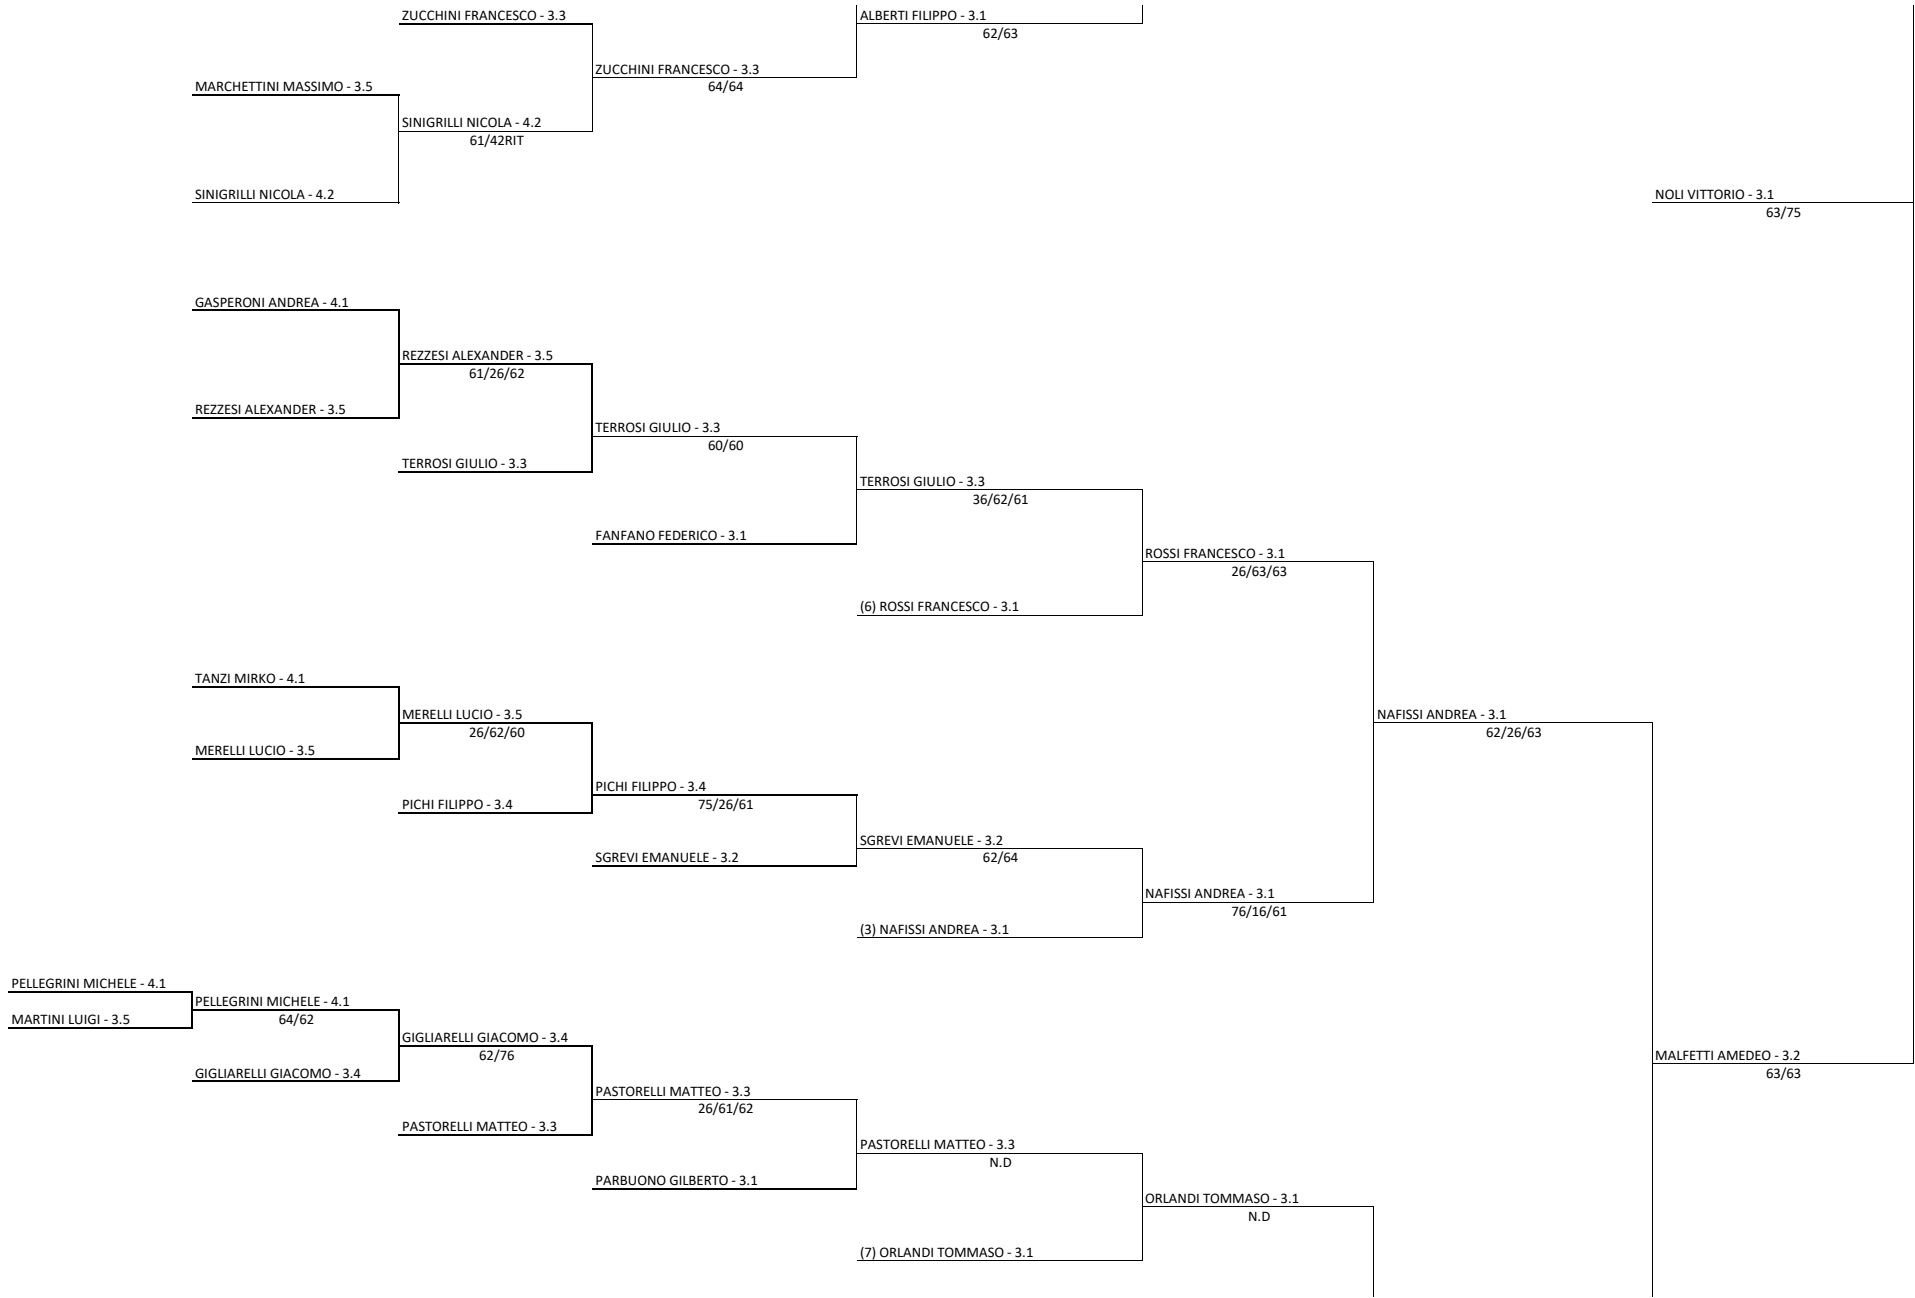 ZUCCHINI FRANCESCO - 3.3
ALBERTI FILIPPO - 3.1
62/63
ZUCCHINI FRANCESCO - 3.3
64/64
MARCHETTINI MASSIMO - 3.5
SINIGRILLI NICOLA - 4.2
61/42RIT
SINIGRILLI NICOLA - 4.2
NOLI VITTORIO - 3.1
63/75
GASPERONI ANDREA - 4.1
REZZESI ALEXANDER - 3.5
61/26/62
REZZESI ALEXANDER - 3.5
TERROSI GIULIO - 3.3
60/60
TERROSI GIULIO - 3.3
TERROSI GIULIO - 3.3
36/62/61
FANFANO FEDERICO - 3.1
ROSSI FRANCESCO - 3.1
26/63/63
(6) ROSSI FRANCESCO - 3.1
TANZI MIRKO - 4.1
MERELLI LUCIO - 3.5
26/62/60
NAFISSI ANDREA - 3.1
62/26/63
MERELLI LUCIO - 3.5
PICHI FILIPPO - 3.4
75/26/61
PICHI FILIPPO - 3.4
SGREVI EMANUELE - 3.2
62/64
SGREVI EMANUELE - 3.2
NAFISSI ANDREA - 3.1
76/16/61
(3) NAFISSI ANDREA - 3.1
PELLEGRINI MICHELE - 4.1
PELLEGRINI MICHELE - 4.1
64/62
MARTINI LUIGI - 3.5
GIGLIARELLI GIACOMO - 3.4
62/76
MALFETTI AMEDEO - 3.2
63/63
GIGLIARELLI GIACOMO - 3.4
PASTORELLI MATTEO - 3.3
26/61/62
PASTORELLI MATTEO - 3.3
PASTORELLI MATTEO - 3.3
N.D
PARBUONO GILBERTO - 3.1
ORLANDI TOMMASO - 3.1
N.D
(7) ORLANDI TOMMASO - 3.1